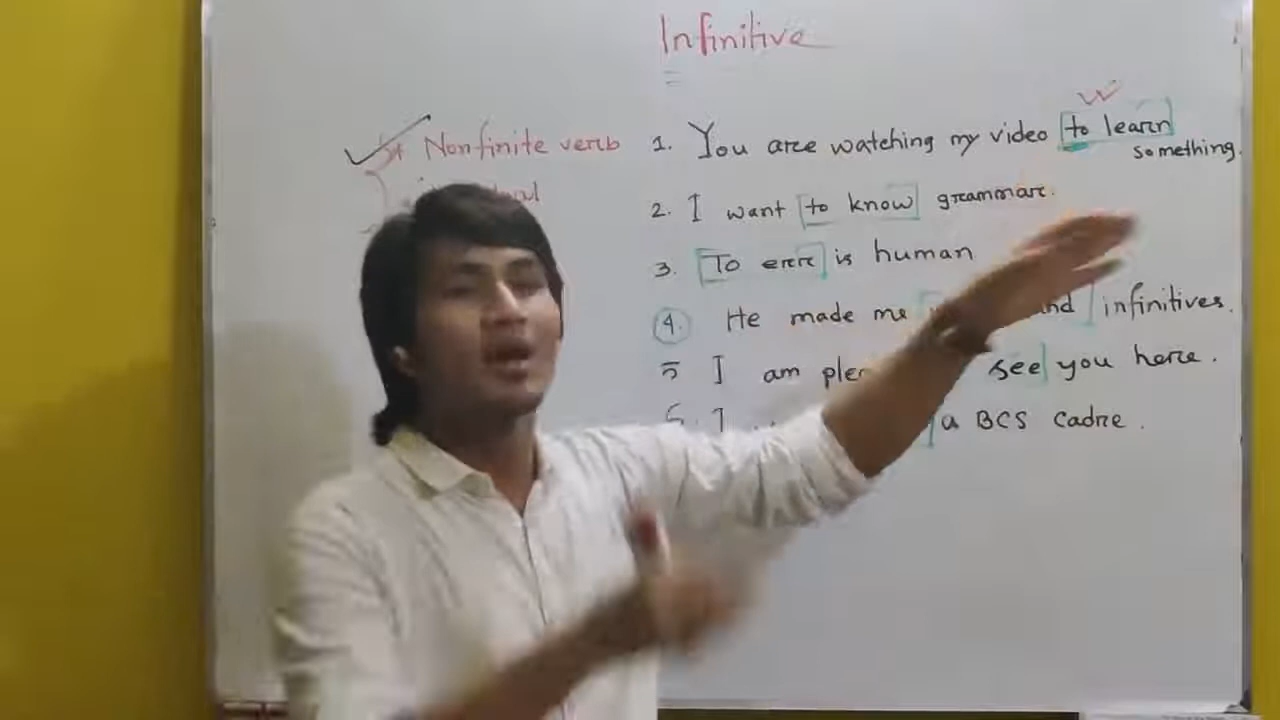 Infinitive
Nonfinite verb
1. You are watching my video to learn
something.
2. I want to know grammar.
3. To err is human
4. He made me infinitives.
5 I am see you here.
I a BCS Cadre.